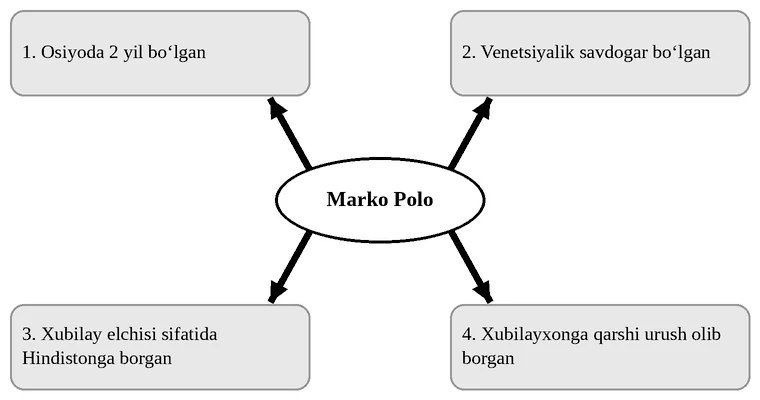 1. Osiyoda 2 yil bo‘lgan
2. Venetsiyalik savdogar bo‘lgan
Marko Polo
3. Xubilay elchisi sifatida
Hindistonga borgan
4. Xubilayxonga qarshi urush olib
borgan